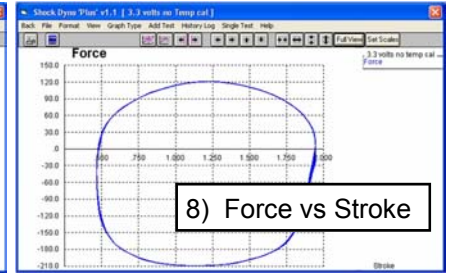 Shock Dyno 'Plus' v1.1 [ 3.3 volts no Temp cal ]
Back File Format View Graph Type Add Test History Log Single Test Help
Full View Set Scales
Force
3.3 volts no temp cal
Force
150.0
120.0
90.0
60.0
30.0
.0
.500 .750 1.000 1.250 1.500 1.750 2.000
-30.0
-60.0
-90.0
-120.0
-150.0
-180.0
-210.0
8) Force vs Stroke
Stroke